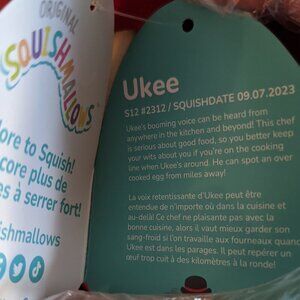 ORIGINAL
SQUISHMALLOWS
ore to Squish!
core plus de
as à serrer fort!
ishmallows
Ukee
S12 #2312 / SQUISHDATE 09.07.2023
Ukee's booming voice can be heard from
anywhere in the kitchen and beyond! This chef
is serious about good food, so you better keep
your wits about you if you're on the cooking
line when Ukee's around. He can spot an over
cooked egg from miles away!
La voix retentissante d'Ukee peut être
entendue de n'importe où dans la cuisine et
au-delà! Ce chef ne plaisante pas avec la
bonne cuisine, alors il vaut mieux garder son
sang-froid si l'on travaille aux fourneaux quand
Ukee est dans les parages. Il peut repérer un
œuf trop cuit à des kilomètres à la ronde!